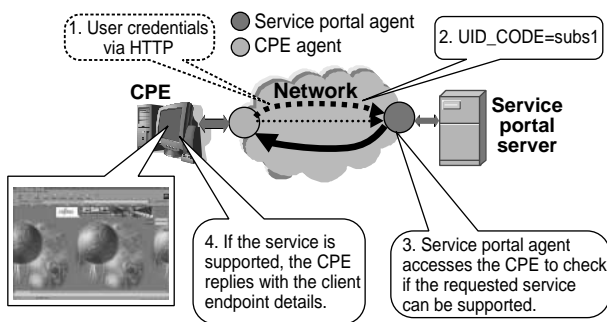 1. User credentials
via HTTP
Service portal agent
CPE agent
2. UID_CODE=subs1
CPE
Network
Service
portal
server
4. If the service is
supported, the CPE
replies with the client
endpoint details.
3. Service portal agent
accesses the CPE to check
if the requested service
can be supported.